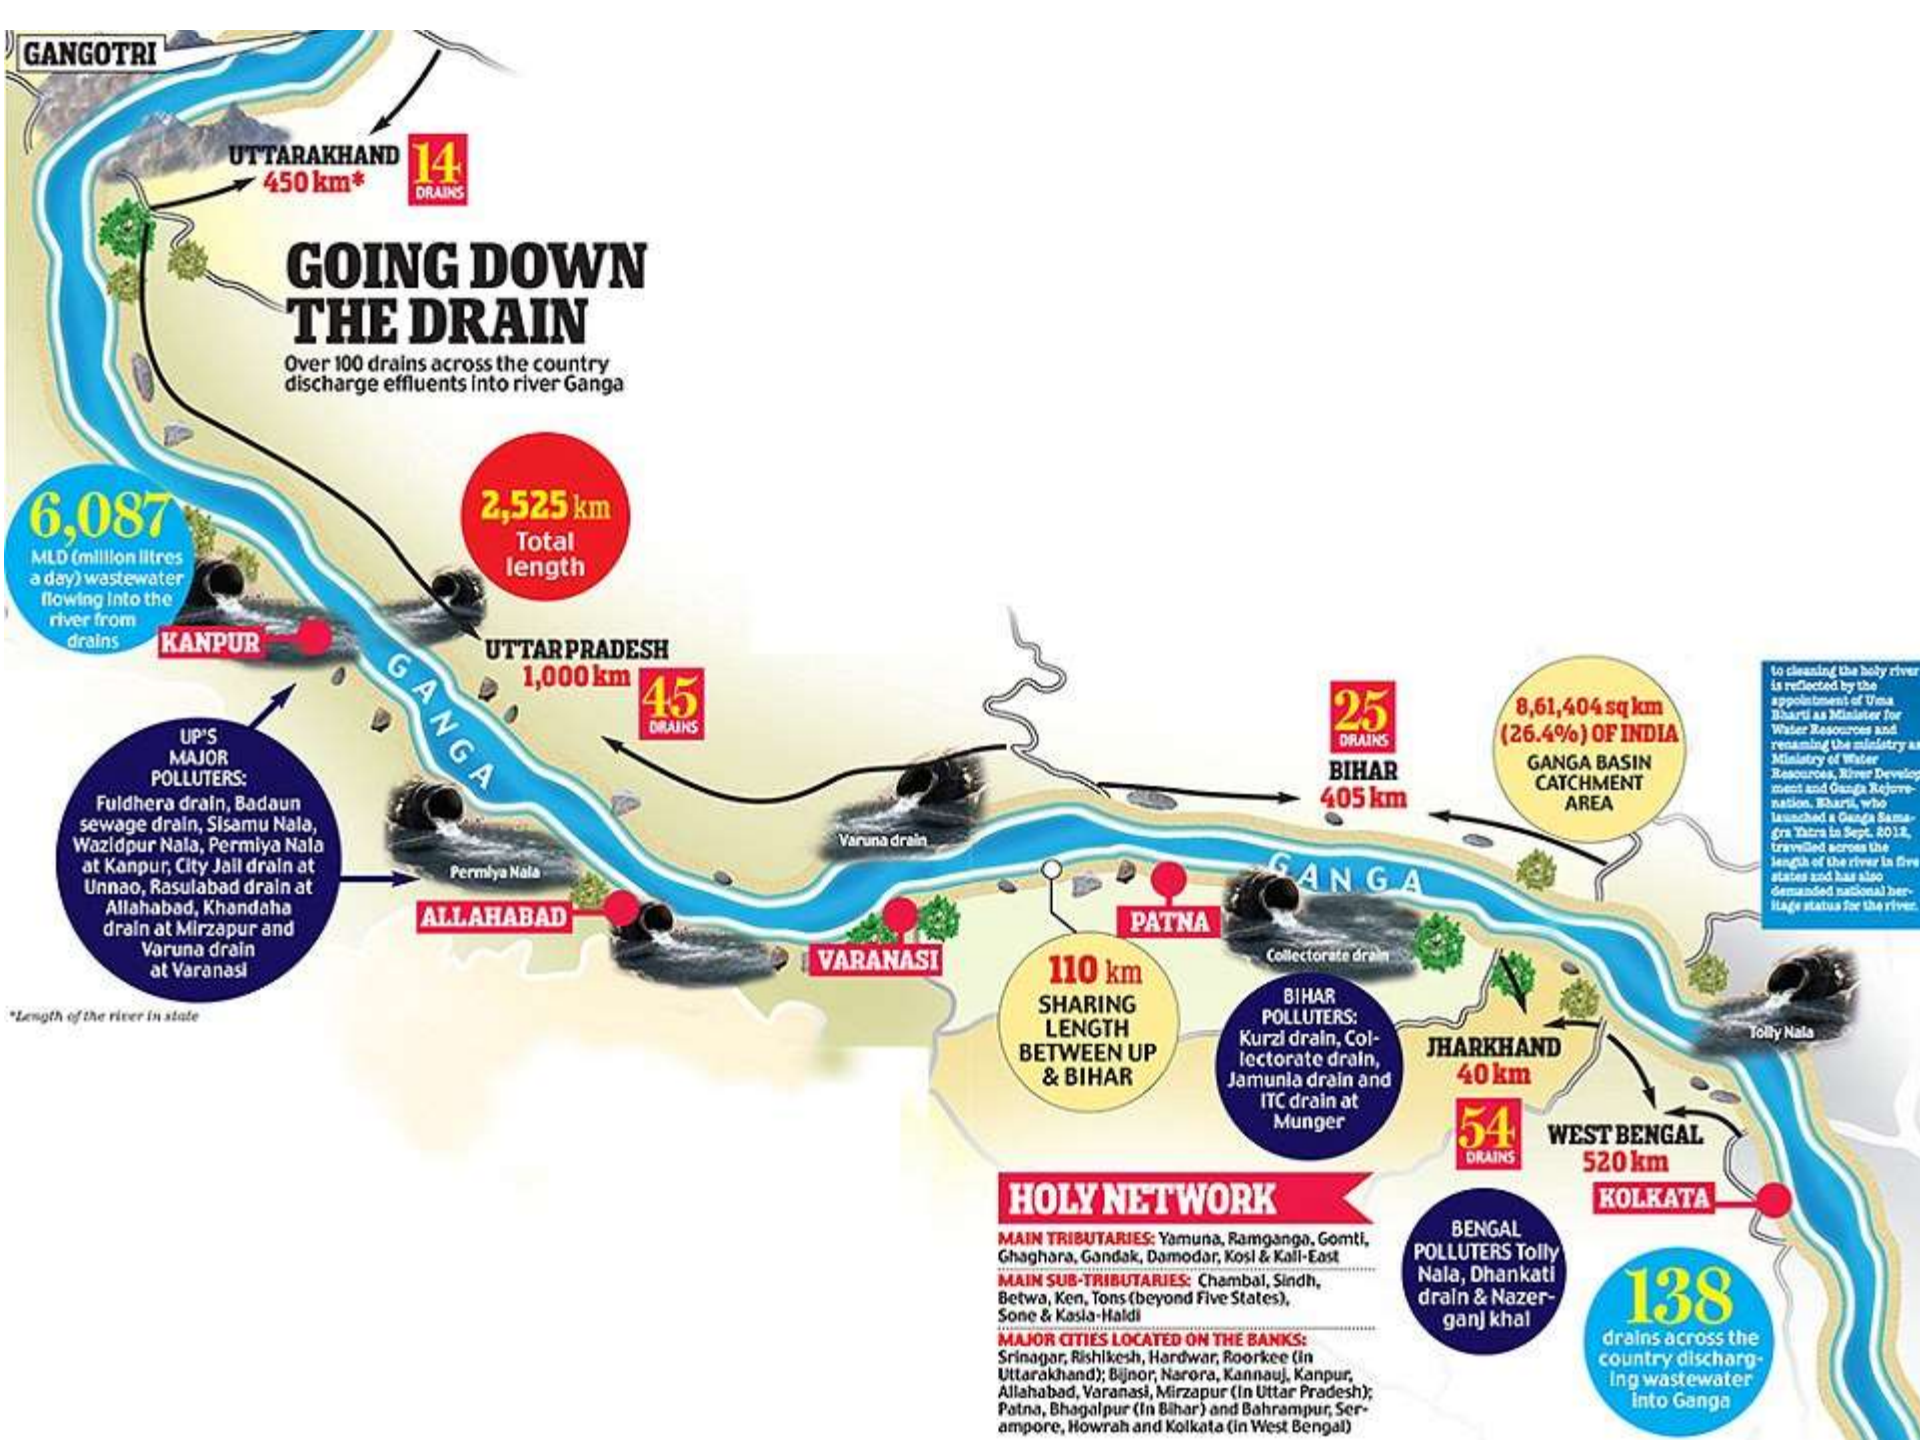 GANGOTRI
UTTARAKHAND
450 km*
14
DRAINS
GOING DOWN
THE DRAIN
Over 100 drains across the country
discharge effluents into river Ganga
6,087
MLD (million litres
a day) wastewater
flowing into the
river from
drains
2,525 km
Total
length
KANPUR
UTTAR PRADESH
1,000 km
45
DRAINS
GANGA
UP'S
MAJOR
POLLUTERS:
Fuldhera drain, Badaun
sewage drain, Sisamu Nala,
Wazidpur Nala, Permiya Nala
at Kanpur, City Jail drain at
Unnao, Rasulabad drain at
Allahabad, Khandaha
drain at Mirzapur and
Varuna drain
at Varanasi
*Length of the river in state
Permiya Nala
ALLAHABAD
Varuna drain
VARANASI
25
DRAINS
BIHAR
405 km
8,61,404 sq km
(26.4%) OF INDIA
GANGA BASIN
CATCHMENT
AREA
to cleaning the holy river
is reflected by the
appointment of Uma
Bharti as Minister for
Water Resources and
renaming the ministry as
Ministry of Water
Resources, River Develop
ment and Ganga Rejuve-
nation. Bharti, who
launched a Ganga Sama-
gra Yatra in Sept. 2012,
travelled across the
length of the river in five
states and has also
demanded national her-
itage status for the river.
GANGA
PATNA
Collectorate drain
110 km
SHARING
LENGTH
BETWEEN UP
& BIHAR
BIHAR
POLLUTERS:
Kurzi drain, Col-
lectorate drain,
Jamunia drain and
ITC drain at
Munger
Tolly Nala
JHARKHAND
40 km
54
DRAINS
WEST BENGAL
520 km
KOLKATA
HOLY NETWORK
MAIN TRIBUTARIES: Yamuna, Ramganga, Gomti,
Ghaghara, Gandak, Damodar, Kosi & Kali-East
MAIN SUB-TRIBUTARIES: Chambal, Sindh,
Betwa, Ken, Tons (beyond Five States),
Sone & Kasia-Haldi
MAJOR CITIES LOCATED ON THE BANKS:
Srinagar, Rishikesh, Hardwar, Roorkee (in
Uttarakhand); Bijnor, Narora, Kannauj, Kanpur,
Allahabad, Varanasi, Mirzapur (in Uttar Pradesh);
Patna, Bhagalpur (in Bihar) and Bahrampur, Ser-
ampore, Howrah and Kolkata (in West Bengal)
BENGAL
POLLUTERS Tolly
Nala, Dhankati
drain & Nazer-
ganj khal
138
drains across the
country discharg-
ing wastewater
into Ganga